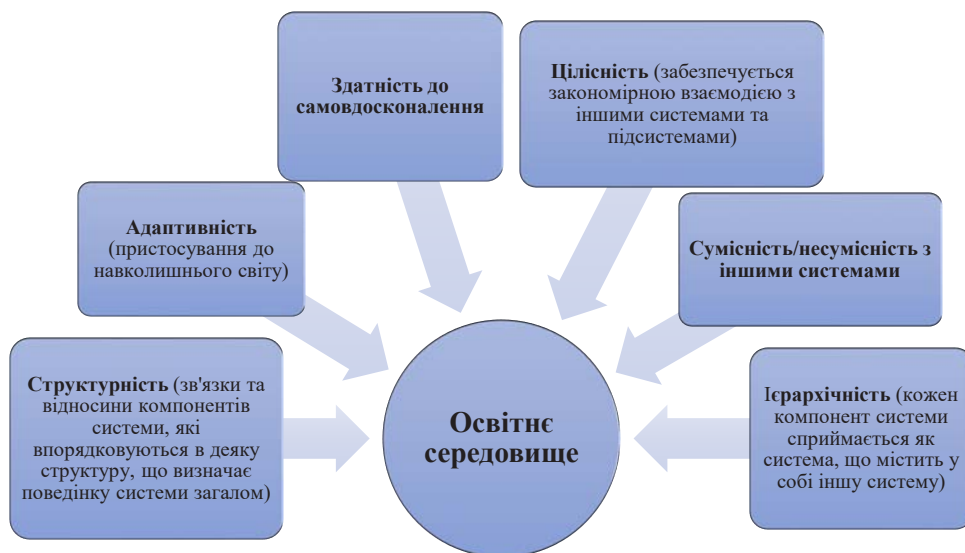 Здатність до
самовдосконалення
Цілісність (забезпечується
закономірною взаємодією з
іншими системами та
підсистемами)
Адаптивність
(пристосування до
навколишнього світу)
Сумісність/несумісність з
іншими системами
Структурність (зв'язки та
відносини компонентів
системи, які
впорядковуються в деяку
структуру, що визначає
поведінку системи загалом)
Освітнє
середовище
Ієрархічність (кожен
компонент системи
сприймається як
система, що містить у
собі іншу систему)